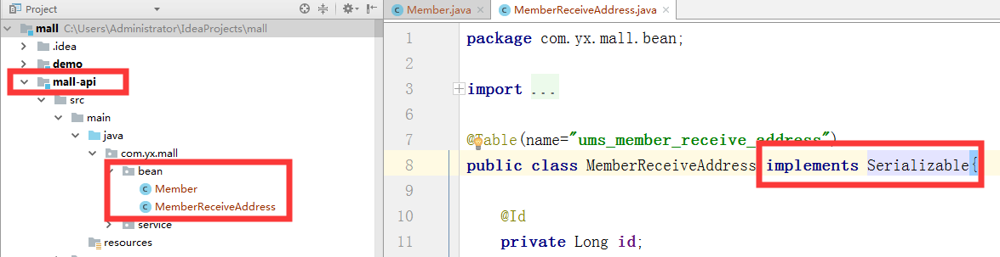 Project
mall C:\Users\Administrator\IdeaProjects\mall
.idea
demo
mall-api
src
main
java
com.yx.mall
bean
Member
MemberReceiveAddress
service
resources
Member.java
MemberReceiveAddress.java
1 package com.yx.mall.bean;
2
3 import ...
6
7 @Table(name="ums_member_receive_address")
8 public class MemberReceiveAddress implements Serializable{
9
10 @Id
11 private Long id;